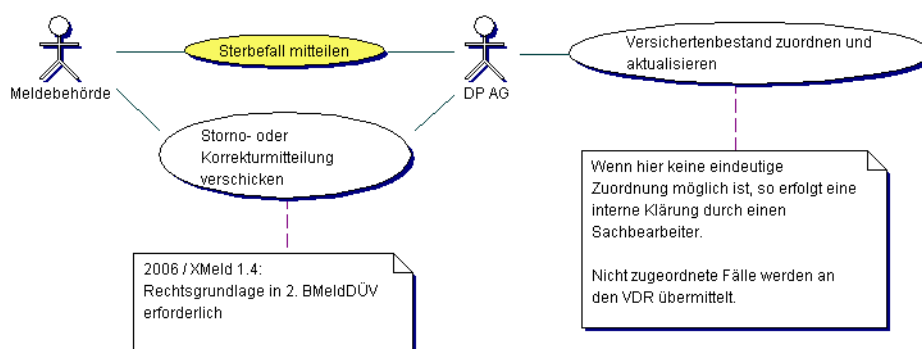 Sterbefall mitteilen
Versichertenbestand zuordnen und
aktualisieren
Meldebehörde
DP AG
Storno- oder
Korrekturmitteilung
verschicken
Wenn hier keine eindeutige
Zuordnung möglich ist, so erfolgt eine
interne Klärung durch einen
Sachbearbeiter.
Nicht zugeordnete Fälle werden an
den VDR übermittelt.
2006 / XMeld 1.4:
Rechtsgrundlage in 2. BMeldDÜV
erforderlich